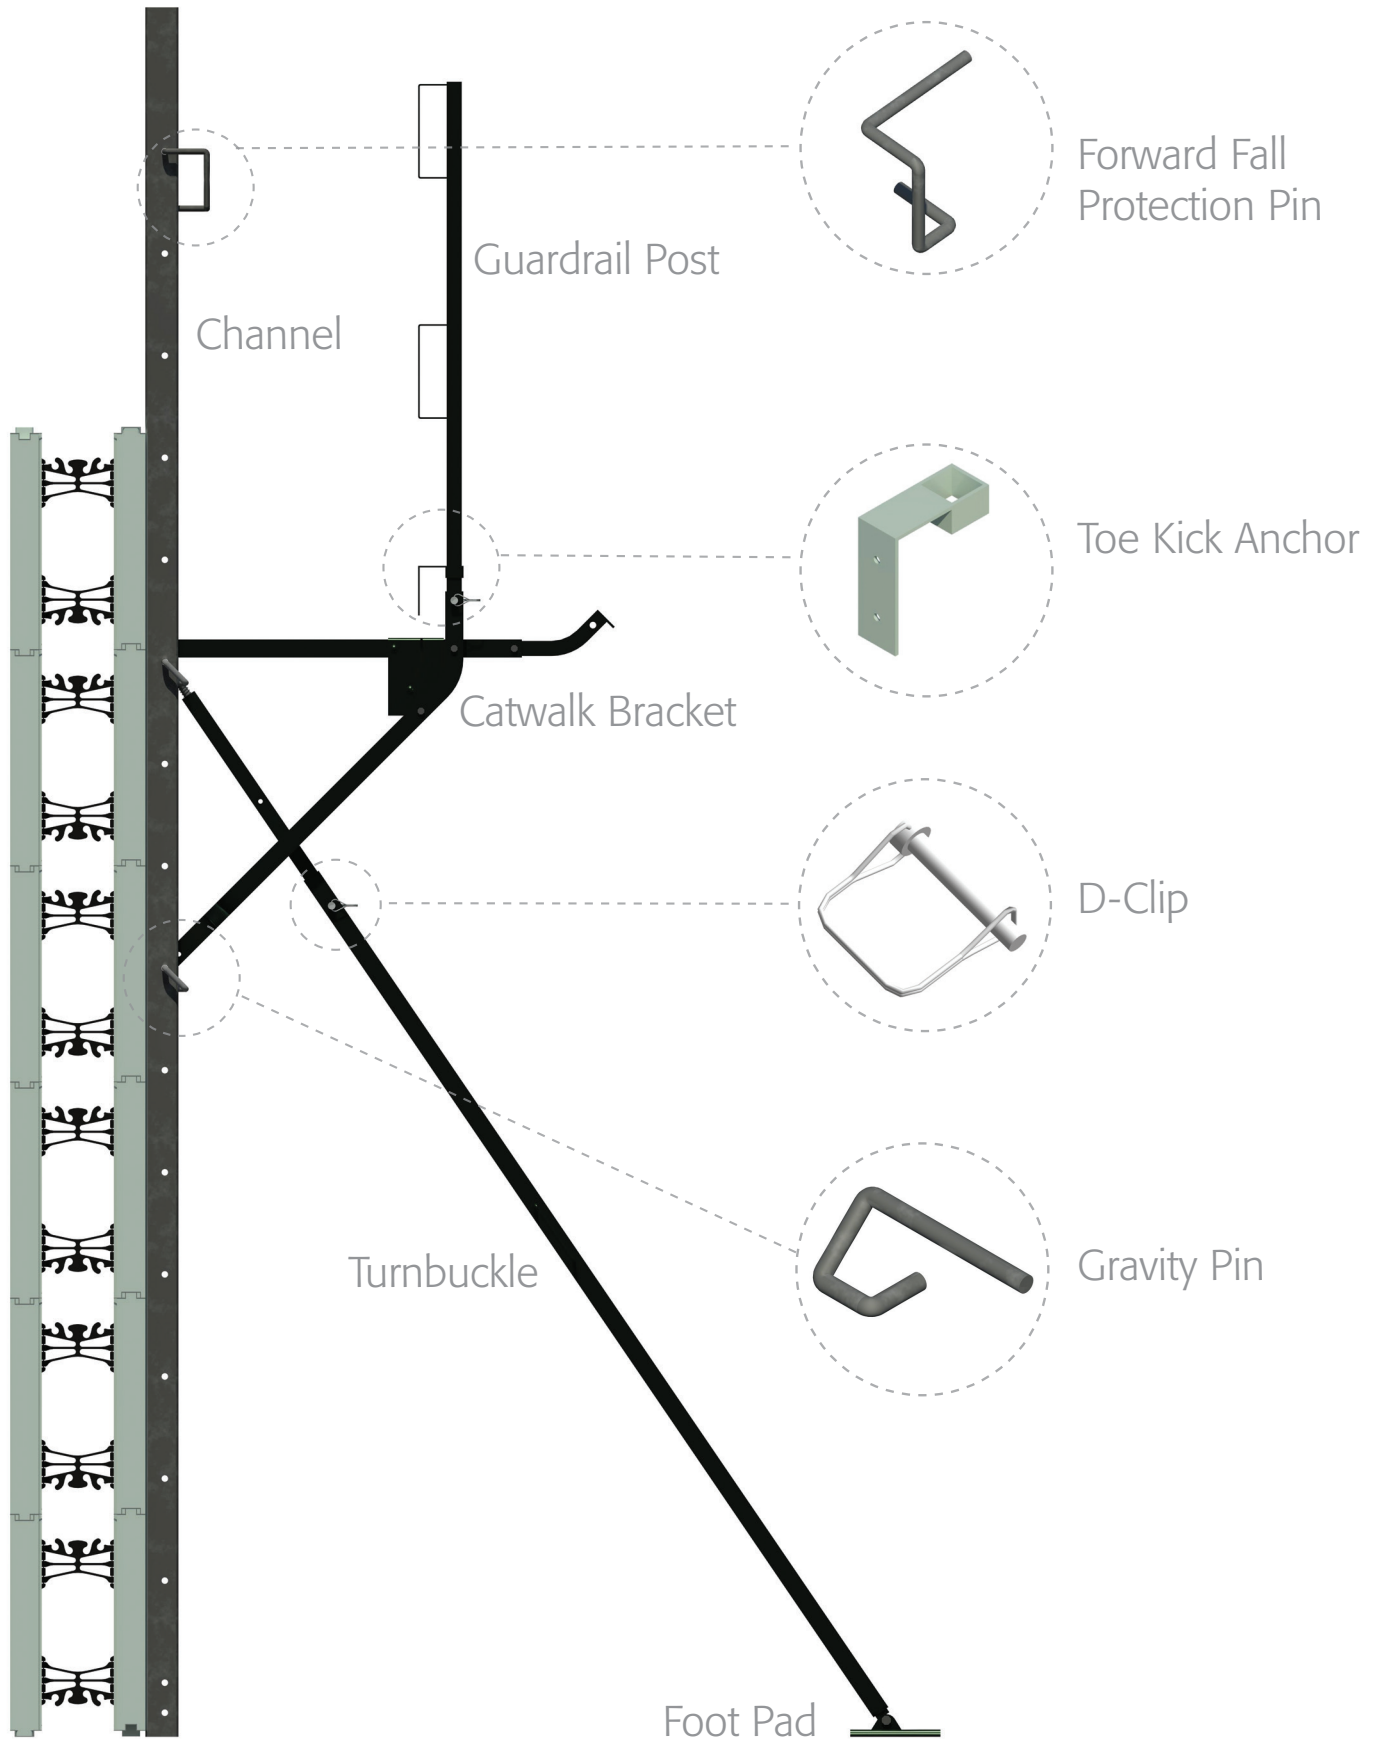 Forward Fall
Protection Pin
Guardrail Post
Channel
Toe Kick Anchor
Catwalk Bracket
D-Clip
Turnbuckle
Gravity Pin
Foot Pad